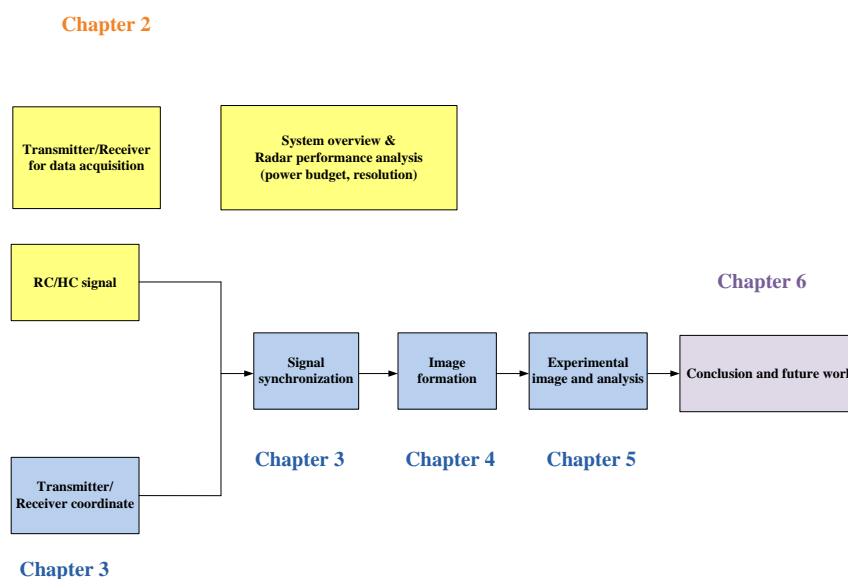 Chapter 2
Transmitter/Receiver
for data acquisition
System overview &
Radar performance analysis
(power budget, resolution)
RC/HC signal
Chapter 6
Signal
synchronization
Image
formation
Experimental
image and analysis
Conclusion and future work
Chapter 3
Chapter 4
Chapter 5
Transmitter/
Receiver coordinate
Chapter 3